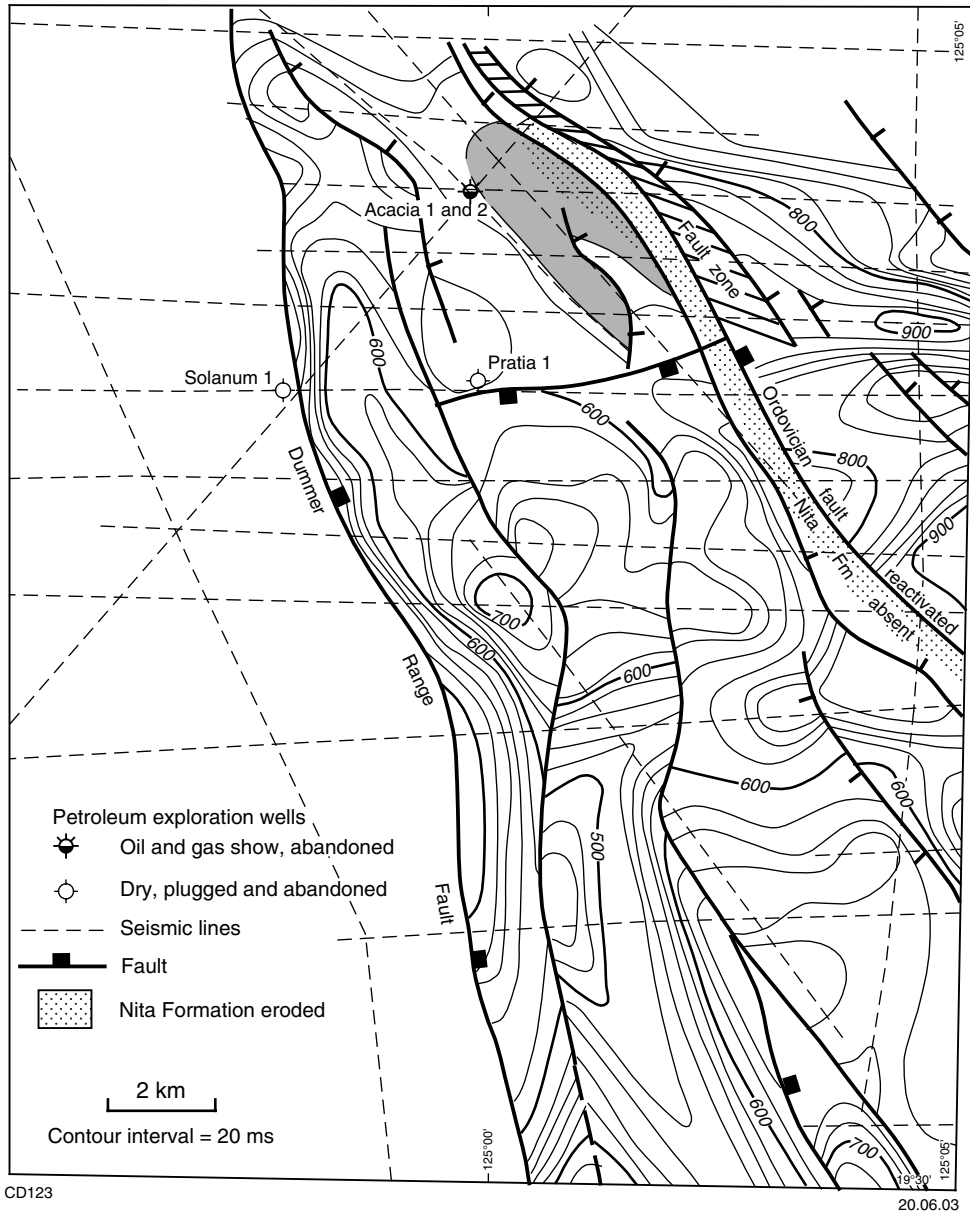 125°05'
800
Acacia 1 and 2
Fault zone
900
600
Pratia 1
Solanum 1
600
Ordovician fault reactivated
800
Dummer Range Fault
Nita Fm absent
900
700
600
600
600
600
500
Petroleum exploration wells
Oil and gas show, abandoned
Dry, plugged and abandoned
Seismic lines
Fault
Nita Formation eroded
2 km
Contour interval = 20 ms
600
125°00'
700
19°30'
125°05'
CD123
20.06.03